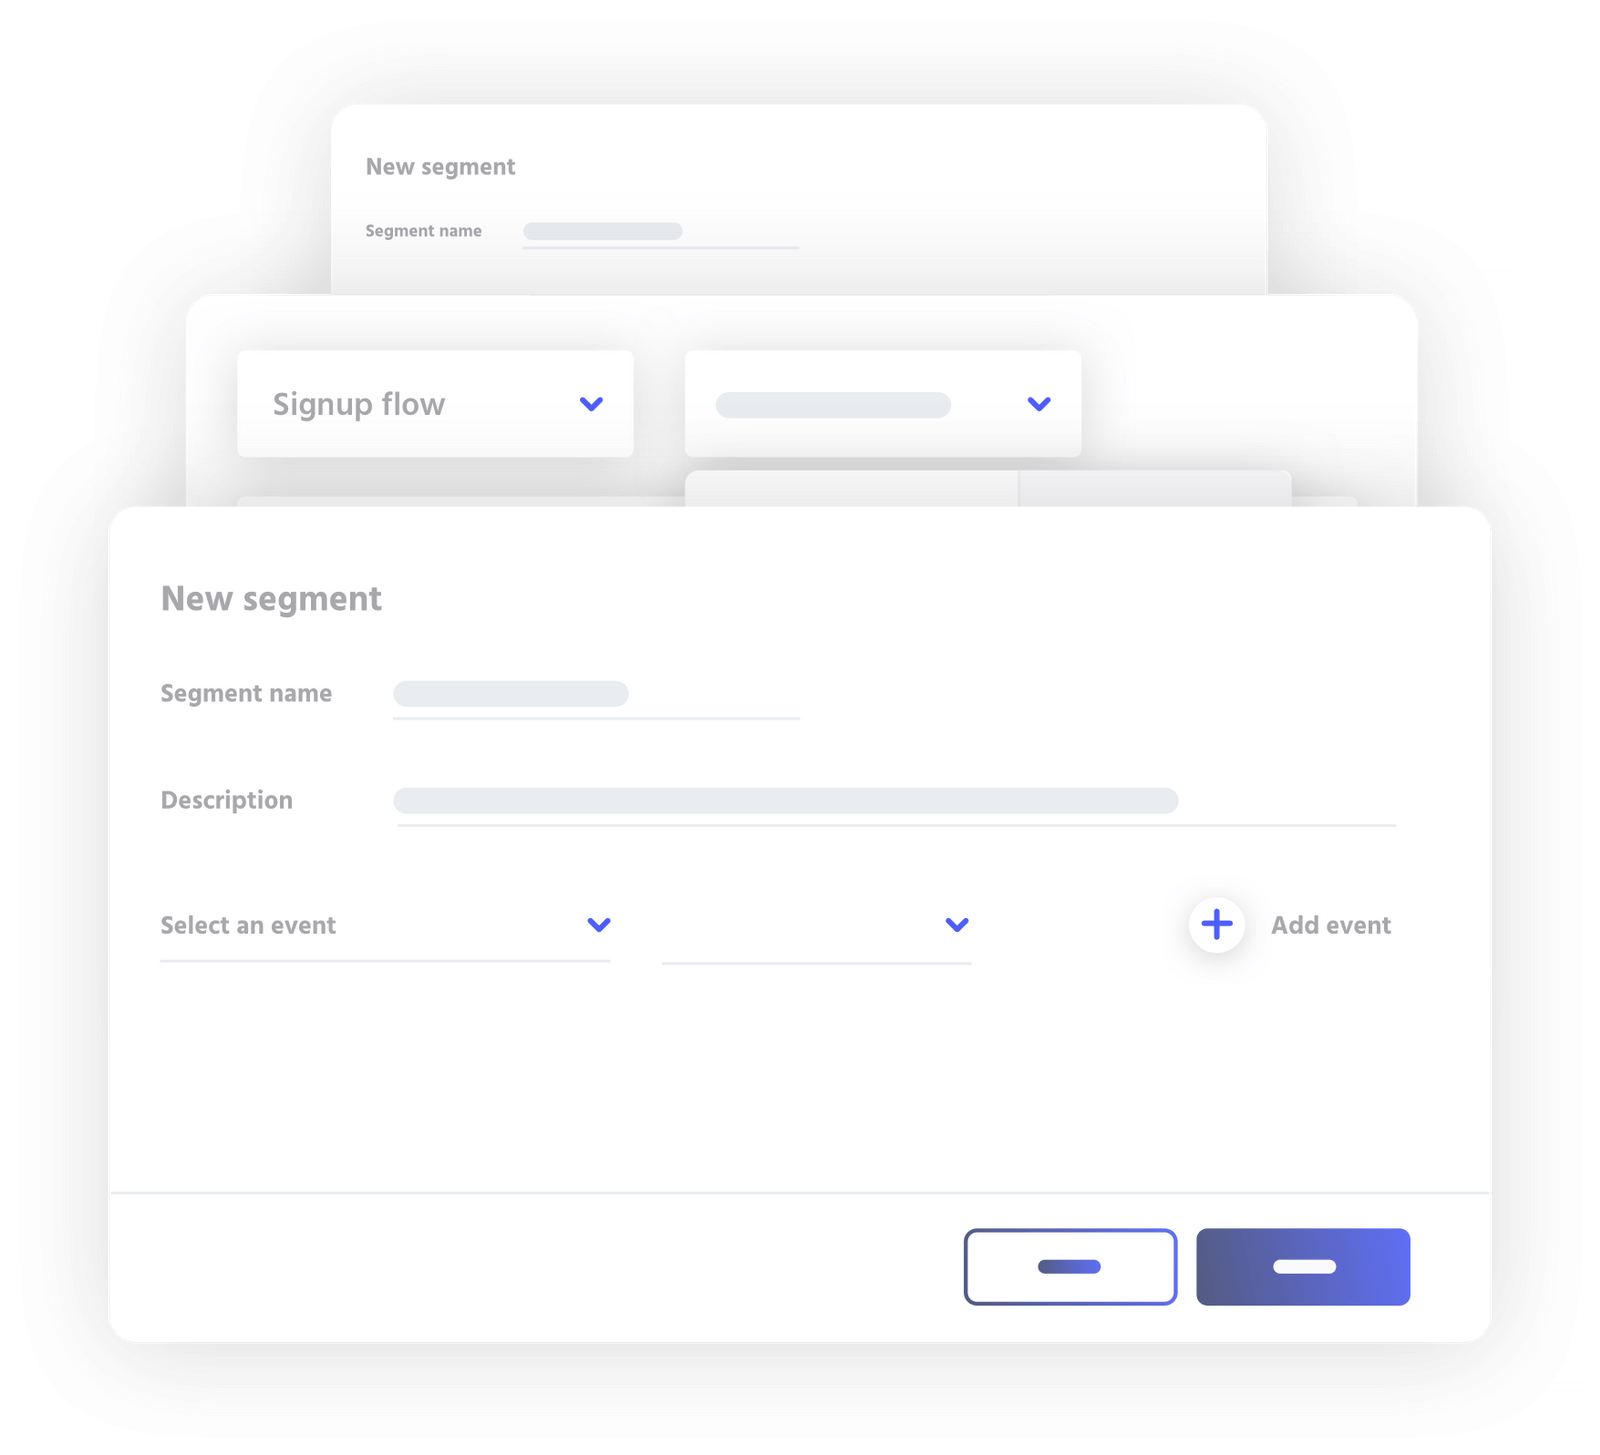 New segment
Segment name
Signup flow
New segment
Segment name
Description
Select an event
Add event